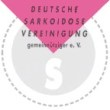 DEUTSCHE
SARKOIDOSE
VEREINIGUNG
gemeinnütziger e. V.
S